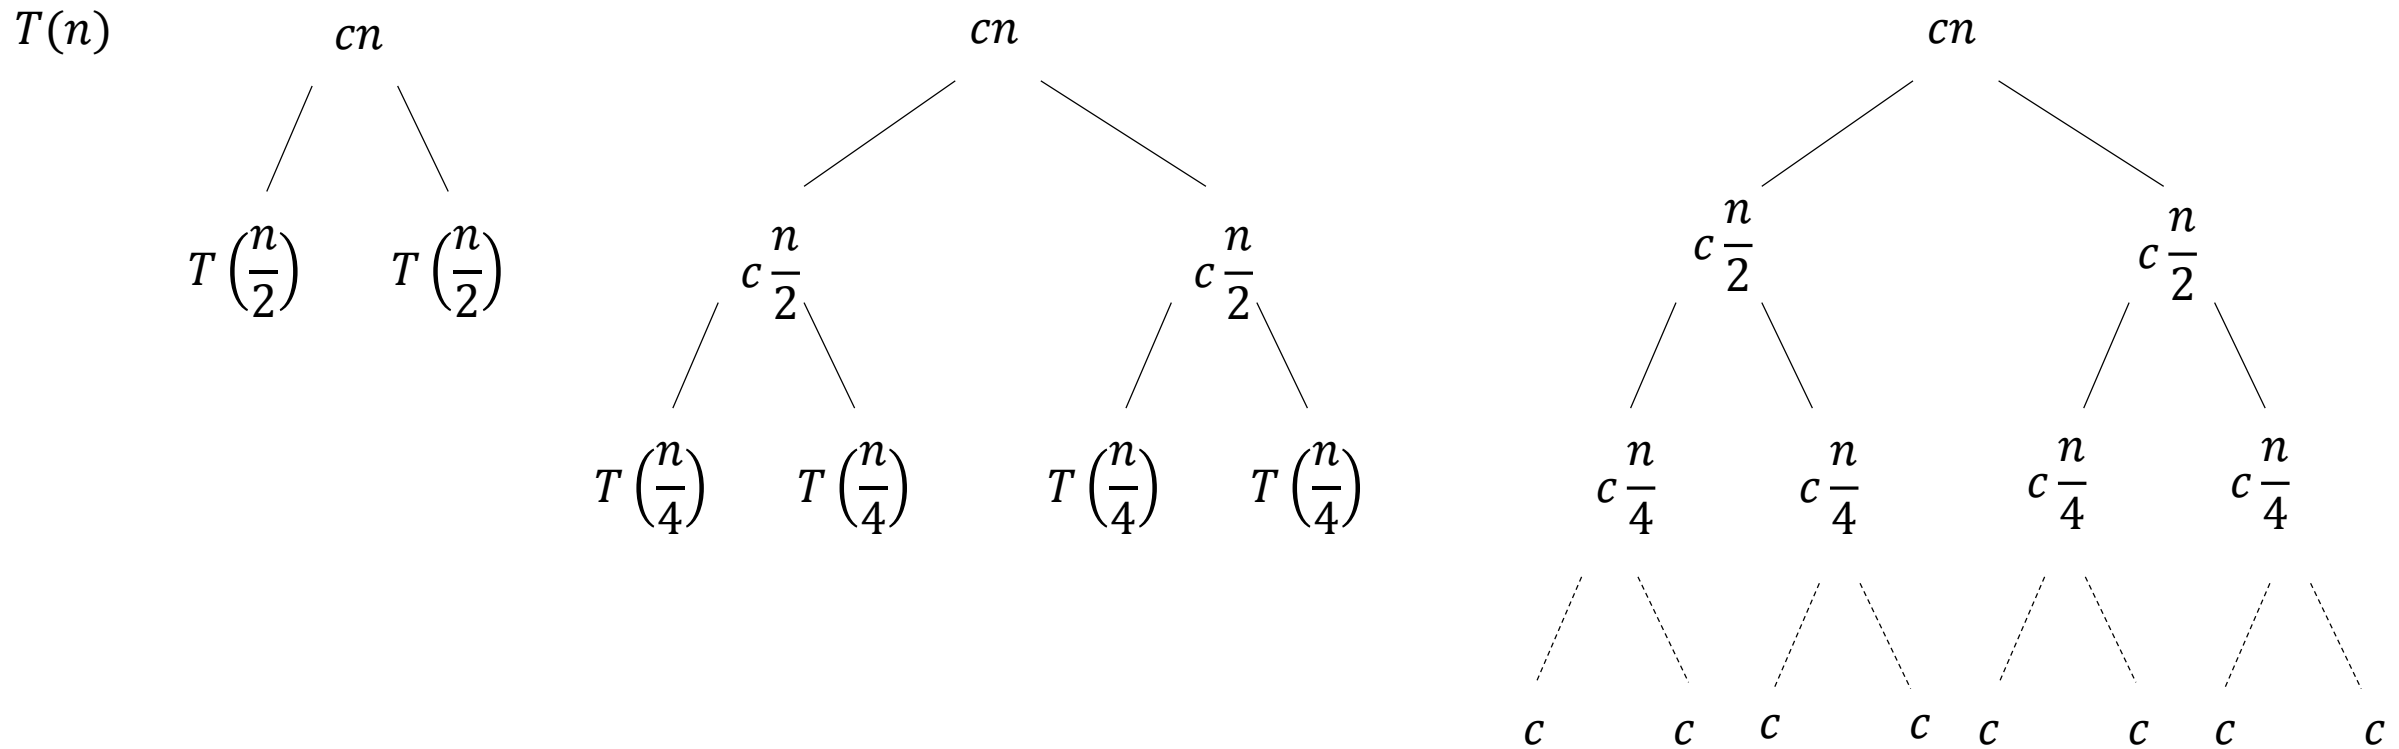 T(n)
cn
T(n/2) T(n/2)
cn
c n/2 c n/2
T(n/4) T(n/4) T(n/4) T(n/4)
cn
c n/2 c n/2
c n/4 c n/4 c n/4 c n/4
c c c c c c c c